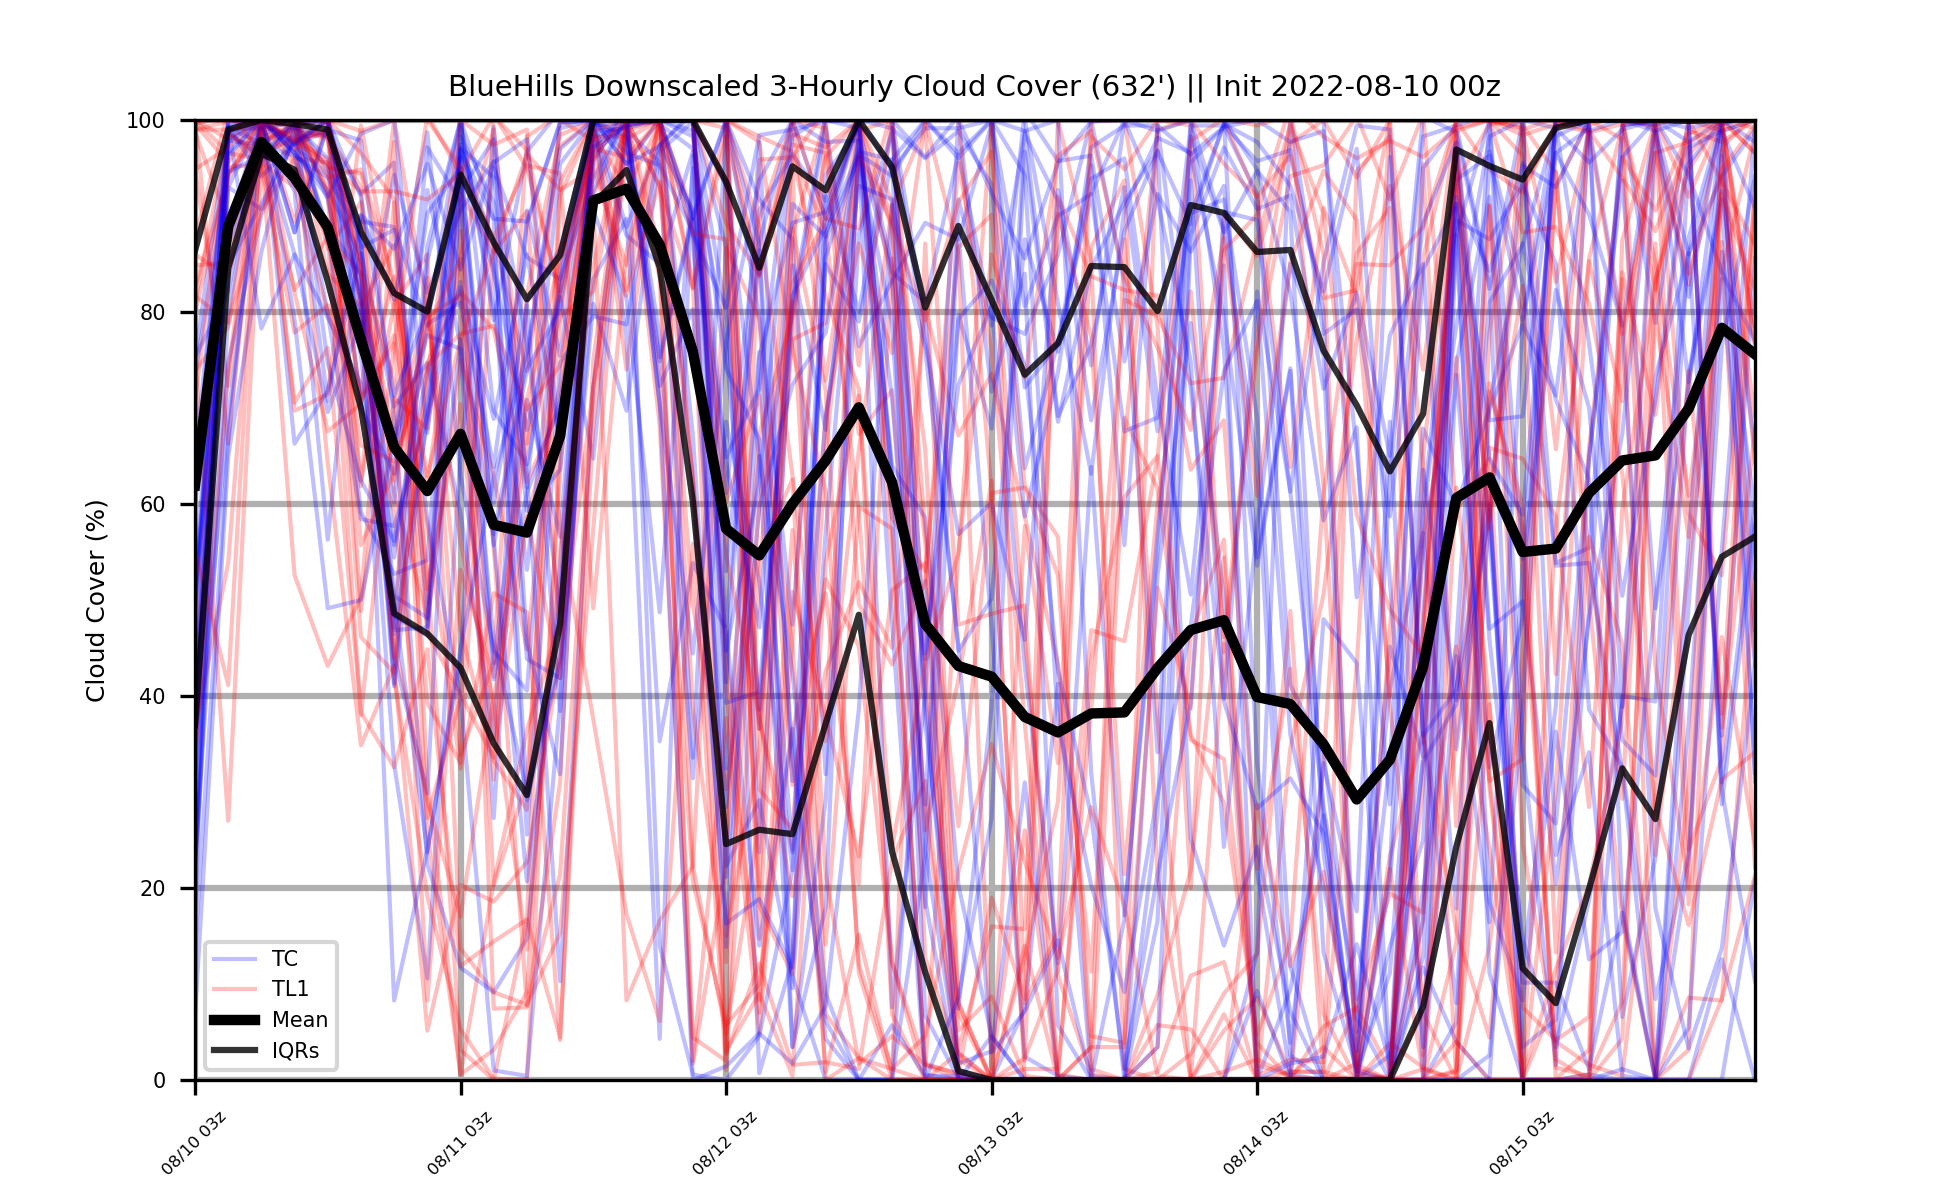 BlueHills Downscaled 3-Hourly Cloud Cover (632') || Init 2022-08-10 00z
Cloud Cover (%)
100
80
60
40
20
0
TC
TL1
Mean
IQRs
08/10 03z
08/11 03z
08/12 03z
08/13 03z
08/14 03z
08/15 03z